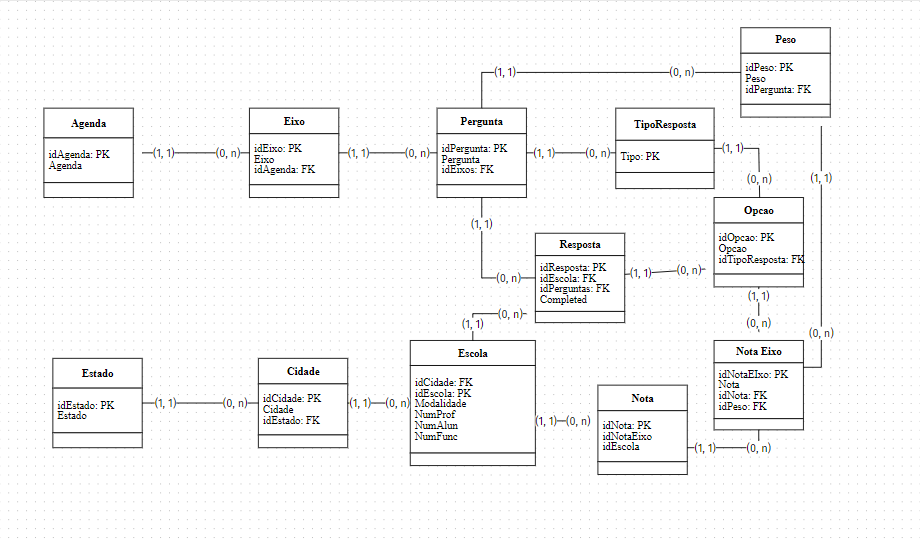 Peso
idPeso: PK
Peso
idPergunta: FK
(1, 1)
(0, n)
Agenda
idAgenda: PK
Agenda
(1, 1)
(0, n)
Eixo
idEixo: PK
Eixo
idAgenda: FK
(1, 1)
(0, n)
Pergunta
idPergunta: PK
Pergunta
idEixos: FK
(1, 1)
(0, n)
TipoResposta
Tipo: PK
(1, 1)
(0, n)
(1, 1)
Opcao
idOpcao: PK
Opcao
idTipoResposta: FK
(1, 1)
Resposta
idResposta: PK
idEscola: FK
idPerguntas: FK
Completed
(0, n)
(1, 1)
(0, n)
(0, n)
(1, 1)
(1, 1)
(0, n)
(0, n)
Estado
idEstado: PK
Estado
(1, 1)
(0, n)
Cidade
idCidade: PK
Cidade
idEstado: FK
(1, 1)
(0, n)
Escola
idCidade: FK
idEscola: PK
Modalidade
NumProf
NumAlun
NumFunc
(1, 1)
(0, n)
Nota
idNota: PK
idNotaEixo
idEscola
(1, 1)
(0, n)
Nota Eixo
idNotaEIxo: PK
Nota
idNota: FK
idPeso: FK